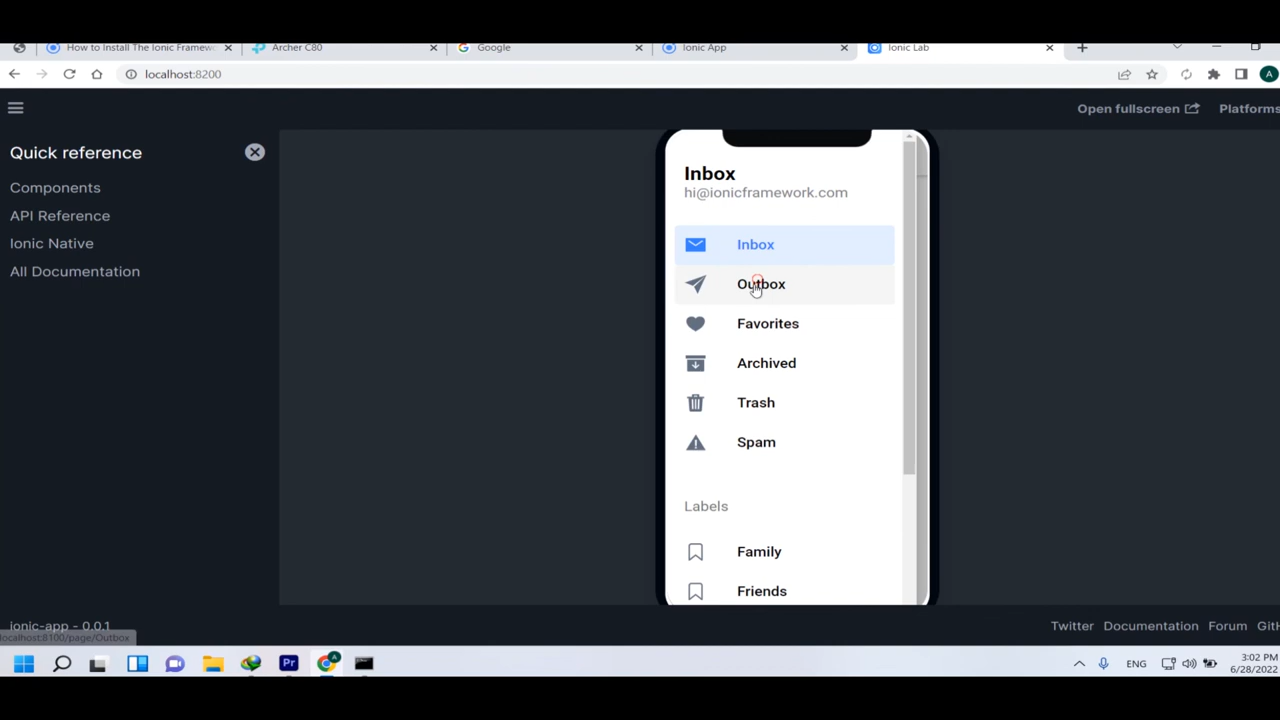 How to Install The Ionic Framew
Archer C80
Google
Ionic App
Ionic Lab
localhost:8200
A
Open fullscreen
Platforms
Quick reference
Components
API Reference
Ionic Native
All Documentation
Inbox
hi@ionicframework.com
Inbox
Outbox
Favorites
Archived
Trash
Spam
Labels
Family
Friends
ionic-app - 0.0.1
localhost:8100/page/Outbox
Twitter Documentation Forum GitH
Pr
A
ENG
3:02 PM
6/28/2022